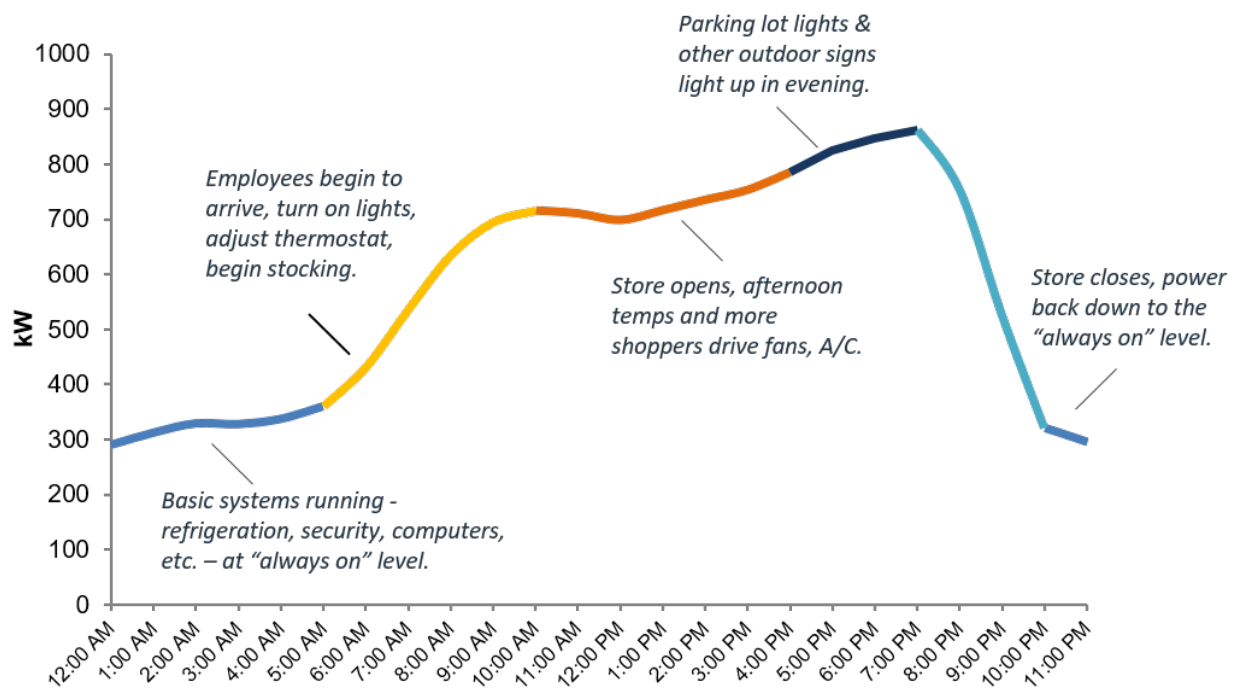 Parking lot lights &
other outdoor signs
light up in evening.
1000
900
800
700
600
500
400
300
200
100
0
kW
Employees begin to
arrive, turn on lights,
adjust thermostat,
begin stocking.
Store opens, afternoon
temps and more
shoppers drive fans, A/C.
Store closes, power
back down to the
“always on” level.
Basic systems running -
refrigeration, security, computers,
etc. – at “always on” level.
12:00 AM
1:00 AM
2:00 AM
3:00 AM
4:00 AM
5:00 AM
6:00 AM
7:00 AM
8:00 AM
9:00 AM
10:00 AM
11:00 AM
12:00 PM
1:00 PM
2:00 PM
3:00 PM
4:00 PM
5:00 PM
6:00 PM
7:00 PM
8:00 PM
9:00 PM
10:00 PM
11:00 PM